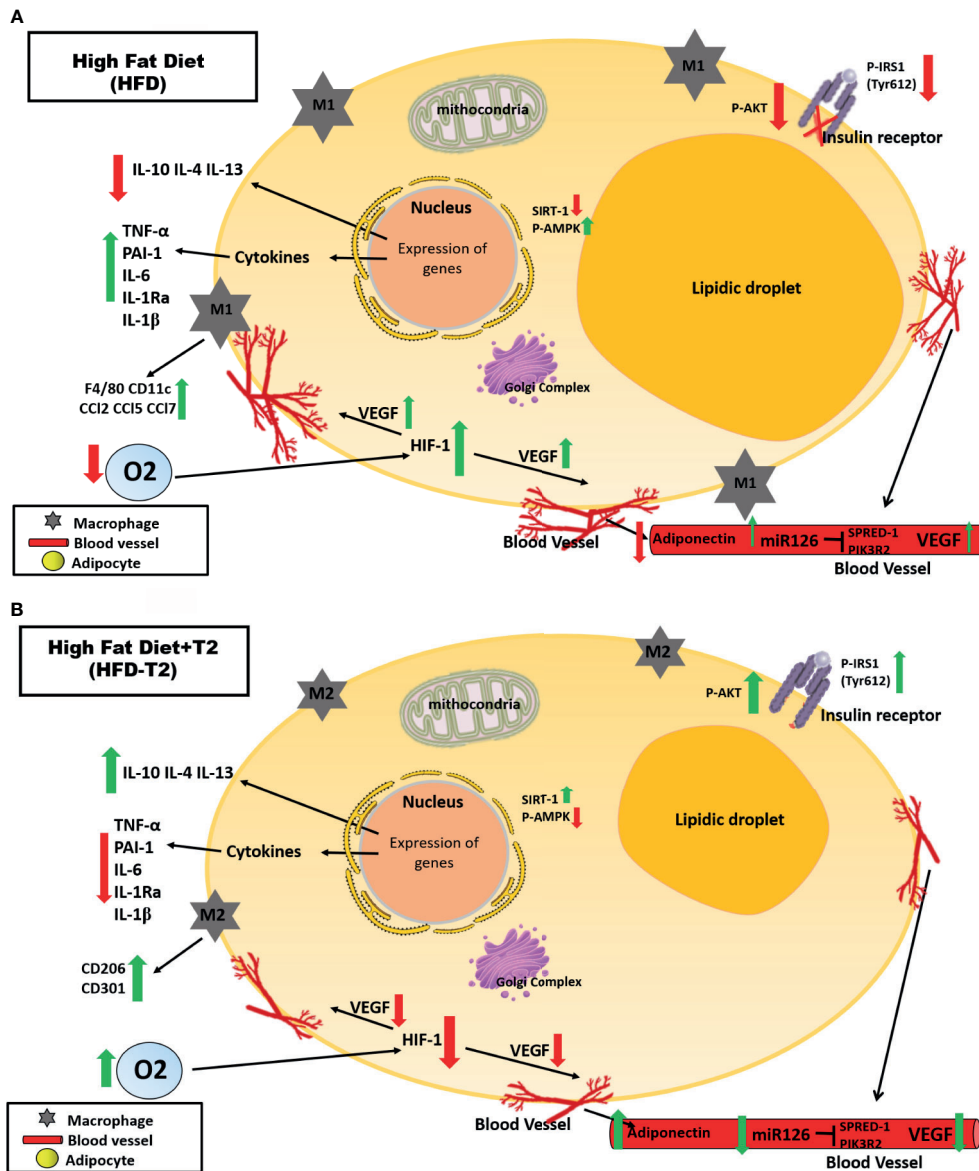 A
High Fat Diet
(HFD)
M1
M1
mithocondria
P-IRS1
(Tyr612)
P-AKT
Insulin receptor
IL-10 IL-4 IL-13
Nucleus
SIRT-1
P-AMPK
TNF-α
PAI-1
IL-6
IL-1Ra
IL-1β
Cytokines
Expression of
genes
Lipidic droplet
M1
F4/80 CD11c
CCl2 CCl5 CCl7
Golgi Complex
VEGF
HIF-1
VEGF
O2
M1
Macrophage
Blood vessel
Adipocyte
Blood Vessel
Adiponectin
miR126
SPRED-1
PIK3R2
VEGF
Blood Vessel
B
High Fat Diet+T2
(HFD-T2)
M2
M2
mithocondria
P-IRS1
(Tyr612)
P-AKT
Insulin receptor
IL-10 IL-4 IL-13
Nucleus
SIRT-1
P-AMPK
TNF-α
PAI-1
IL-6
IL-1Ra
IL-1β
Cytokines
Expression of
genes
Lipidic droplet
M2
CD206
CD301
Golgi Complex
VEGF
HIF-1
VEGF
O2
Macrophage
Blood vessel
Adipocyte
Blood Vessel
Adiponectin
miR126
SPRED-1
PIK3R2
VEGF
Blood Vessel